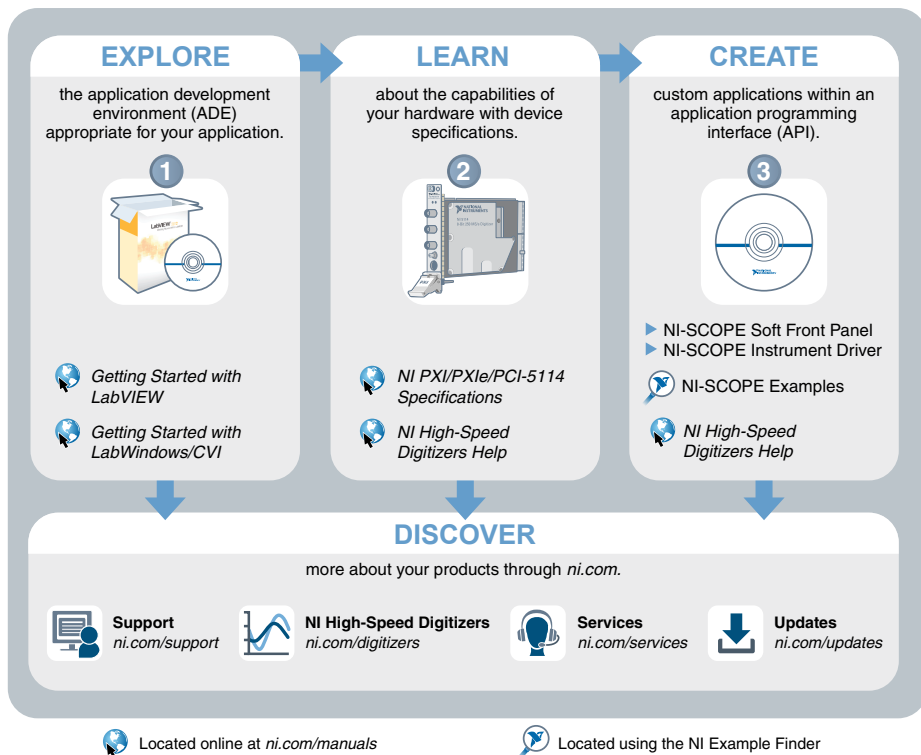 EXPLORE
the application development
environment (ADE)
appropriate for your application.
1
LabVIEW
Getting Started with
LabVIEW
Getting Started with
LabWindows/CVI
LEARN
about the capabilities of
your hardware with device
specifications.
2
NATIONAL
INSTRUMENTS
NI PXI/PXIe/PCI-5114
Specifications
NI High-Speed
Digitizers Help
CREATE
custom applications within an
application programming
interface (API).
3
NI-SCOPE Soft Front Panel
NI-SCOPE Instrument Driver
NI-SCOPE Examples
NI High-Speed
Digitizers Help
DISCOVER
more about your products through ni.com.
Support
ni.com/support
NI High-Speed Digitizers
ni.com/digitizers
Services
ni.com/services
Updates
ni.com/updates
Located online at ni.com/manuals
Located using the NI Example Finder